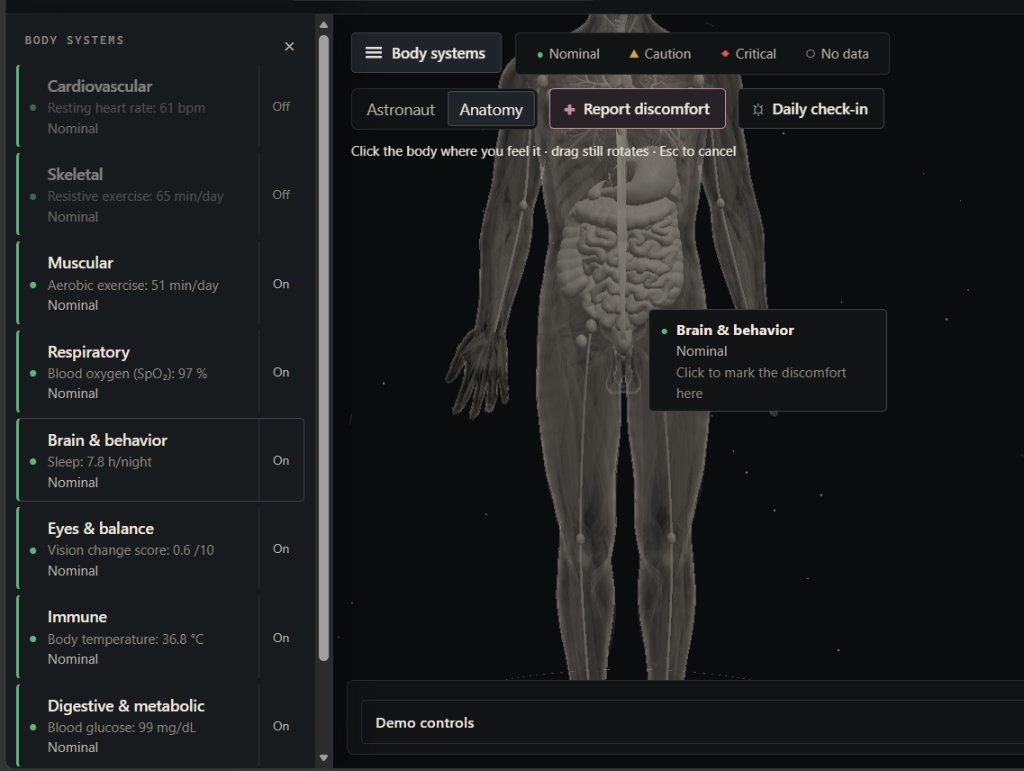 BODY SYSTEMS
×
Cardiovascular
Resting heart rate: 61 bpm
Nominal
Off
Skeletal
Resistive exercise: 65 min/day
Nominal
Off
Muscular
Aerobic exercise: 51 min/day
Nominal
On
Respiratory
Blood oxygen (SpO₂): 97 %
Nominal
On
Brain & behavior
Sleep: 7.8 h/night
Nominal
On
Eyes & balance
Vision change score: 0.6 /10
Nominal
On
Immune
Body temperature: 36.8 °C
Nominal
On
Digestive & metabolic
Blood glucose: 99 mg/dL
Nominal
On
Body systems
Nominal Caution Critical No data
Astronaut Anatomy Report discomfort Daily check-in
Click the body where you feel it · drag still rotates · Esc to cancel
Brain & behavior
Nominal
Click to mark the discomfort
here
Demo controls